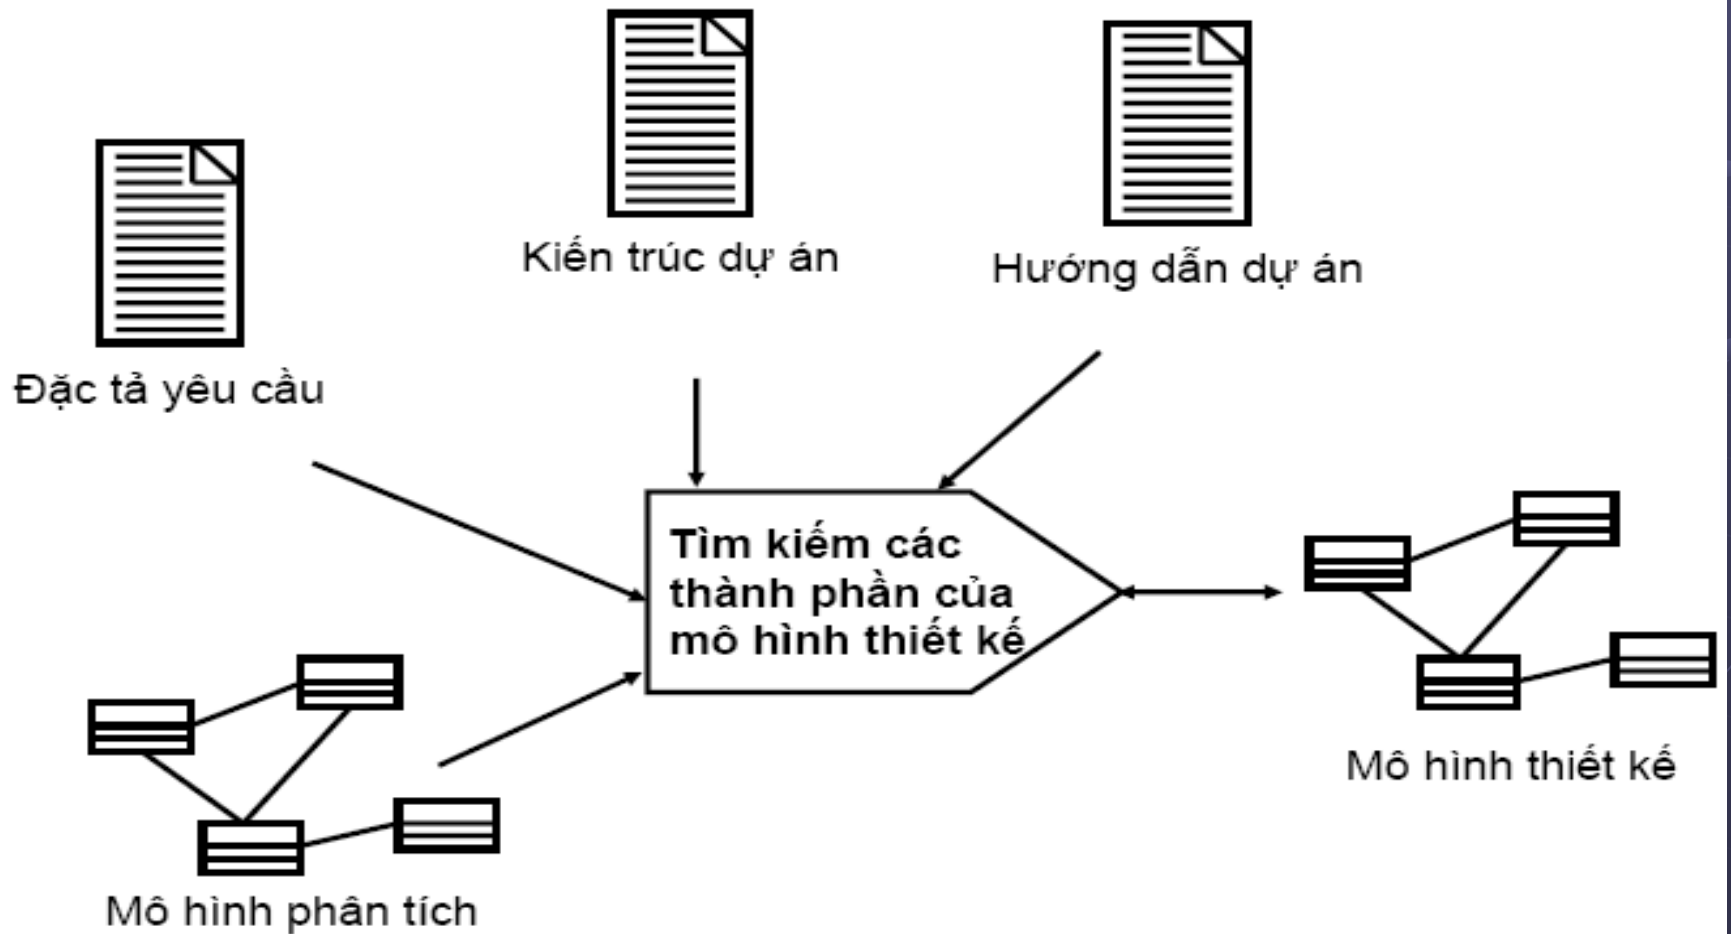 Kiến trúc dự án
Hướng dẫn dự án
Đặc tả yêu cầu
Tìm kiếm các
thành phần của
mô hình thiết kế
Mô hình thiết kế
Mô hình phân tích